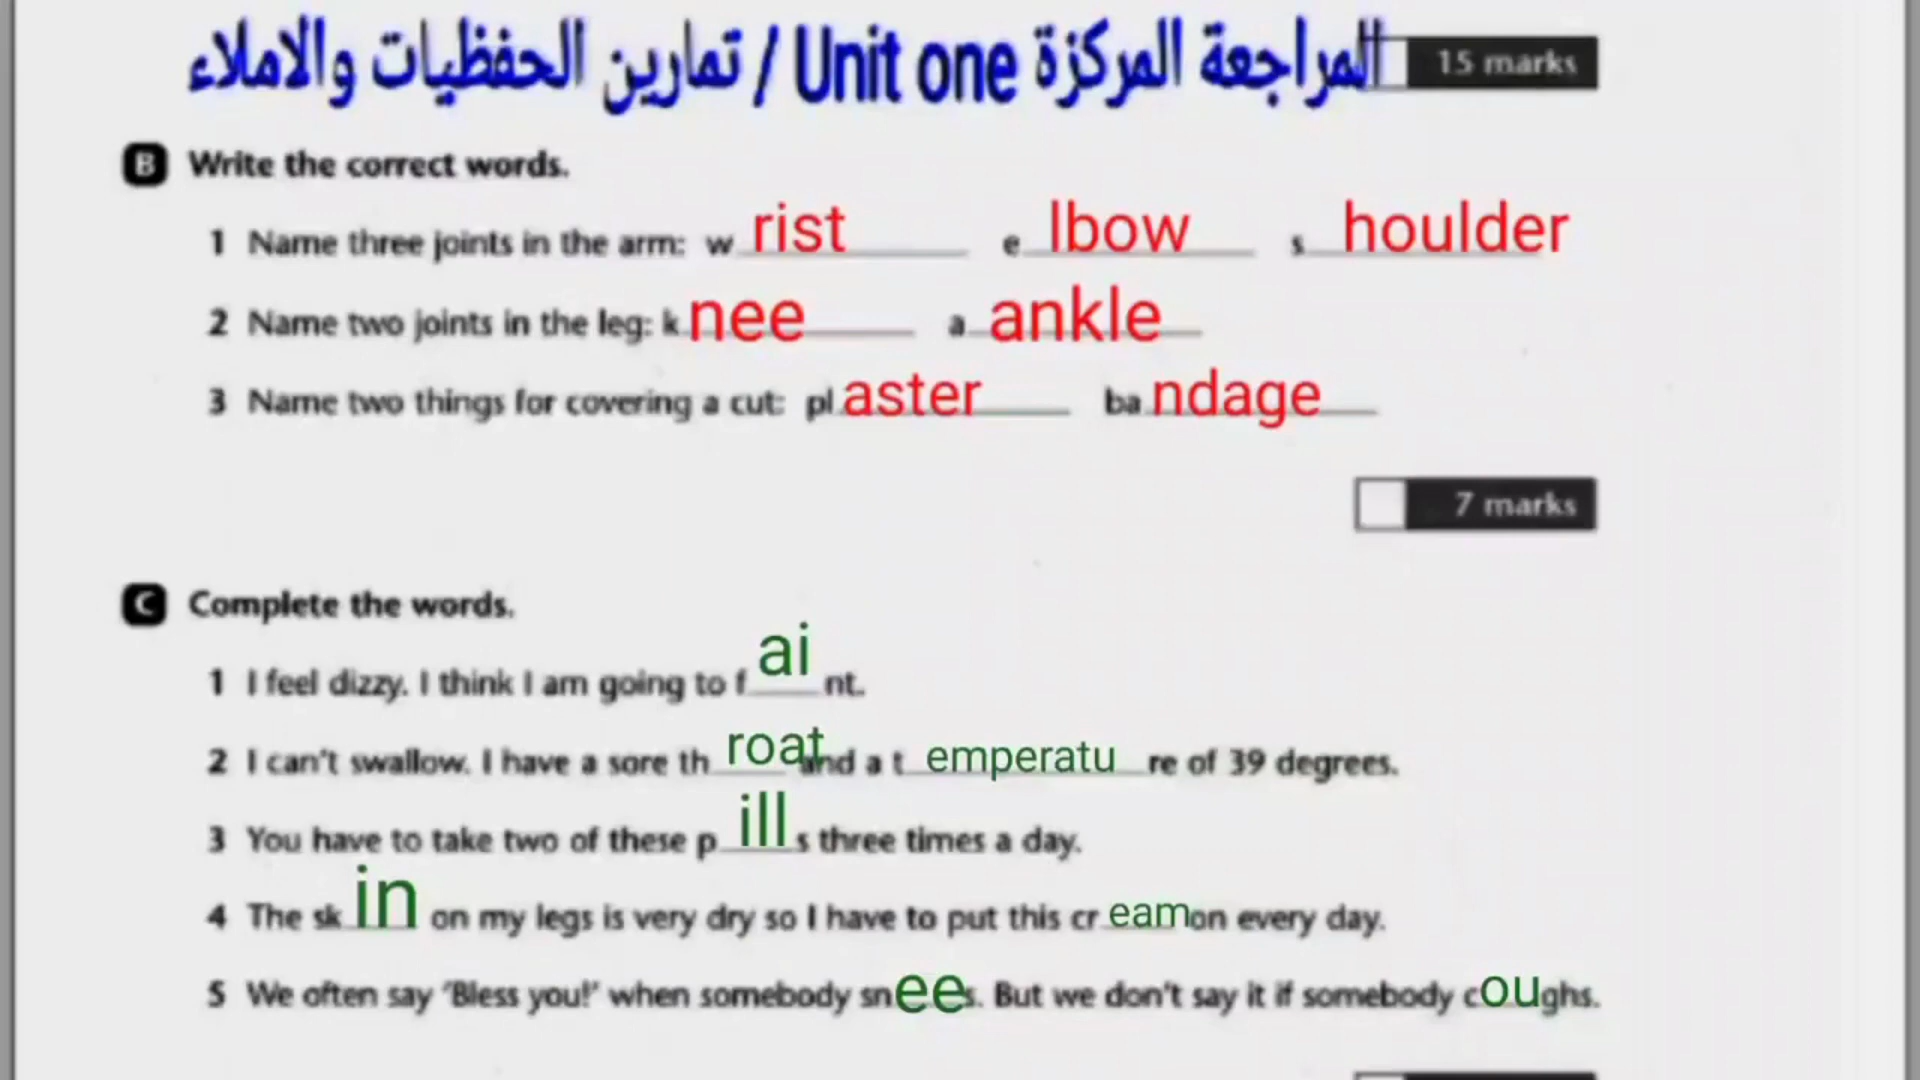 المراجعة المركزة Unit one / تمارين الحفظيات والاملاء
15 marks
B Write the correct words.
1 Name three joints in the arm: w rist e lbow s houlder
2 Name two joints in the leg: k nee a ankle
3 Name two things for covering a cut: pl aster ba ndage
7 marks
C Complete the words.
1 I feel dizzy. I think I am going to f ai nt.
2 I can't swallow. I have a sore th roat and a t emperatu re of 39 degrees.
3 You have to take two of these p ill s three times a day.
4 The sk in on my legs is very dry so I have to put this cr eam on every day.
5 We often say 'Bless you!' when somebody sn ee s. But we don't say it if somebody c ou ghs.